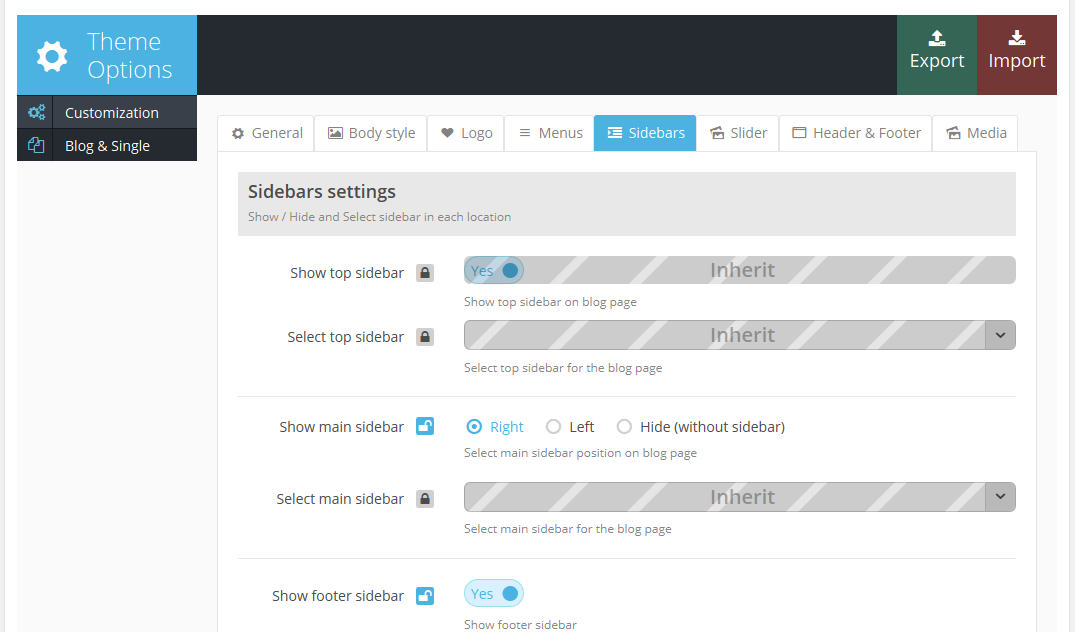 Theme
Options
Export
Import
Customization
Blog & Single
General
Body style
Logo
Menus
Sidebars
Slider
Header & Footer
Media
Sidebars settings
Show / Hide and Select sidebar in each location
Show top sidebar
Yes
Inherit
Show top sidebar on blog page
Select top sidebar
Inherit
Select top sidebar for the blog page
Show main sidebar
Right
Left
Hide (without sidebar)
Select main sidebar position on blog page
Select main sidebar
Inherit
Select main sidebar for the blog page
Show footer sidebar
Yes
Show footer sidebar